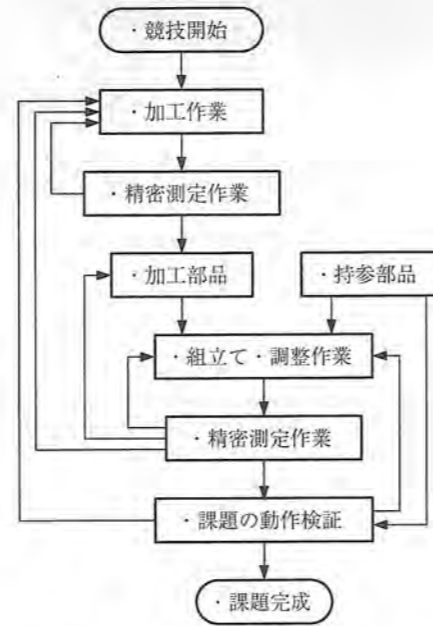 ・競技開始
・加工作業
・精密測定作業
・加工部品
・持参部品
・組立て・調整作業
・精密測定作業
・課題の動作検証
・課題完成